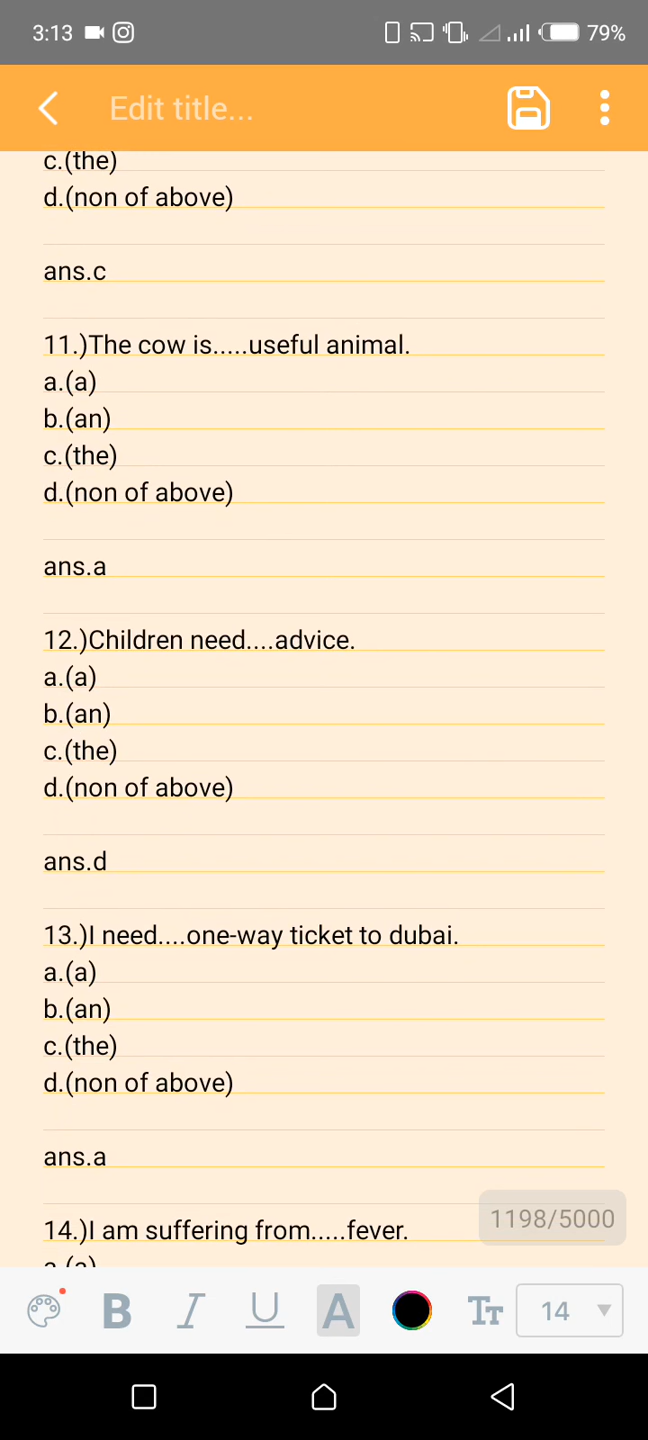 3:13
79%
Edit title...
c.(the)
d.(non of above)
ans.c
11.)The cow is.....useful animal.
a.(a)
b.(an)
c.(the)
d.(non of above)
ans.a
12.)Children need....advice.
a.(a)
b.(an)
c.(the)
d.(non of above)
ans.d
13.)I need....one-way ticket to dubai.
a.(a)
b.(an)
c.(the)
d.(non of above)
ans.a
1198/5000
14.)I am suffering from.....fever.
a.(a)
B I U A Tт 14